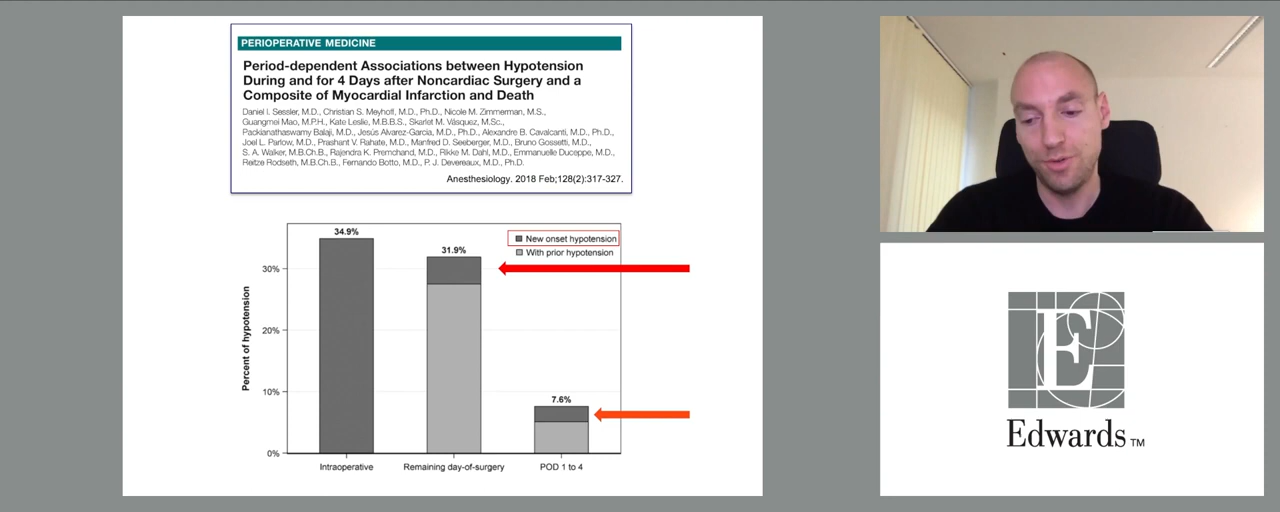 PERIOPERATIVE MEDICINE
Period-dependent Associations between Hypotension
During and for 4 Days after Noncardiac Surgery and a
Composite of Myocardial Infarction and Death
Daniel I. Sessler, M.D., Christian S. Meyhoff, M.D., Ph.D., Nicole M. Zimmerman, M.S.,
Guangmei Mao, M.P.H., Kate Leslie, M.B.B.S., Skarlet M. Vásquez, M.Sc.,
Packianathaswamy Balaji, M.D., Jesús Alvarez-Garcia, M.D., Ph.D., Alexandre B. Cavalcanti, M.D., Ph.D.,
Joel L. Parlow, M.D., Prashant V. Rahate, M.D., Manfred D. Seeberger, M.D., Bruno Gossetti, M.D.,
S. A. Walker, M.B.Ch.B., Rajendra K. Premchand, M.D., Rikke M. Dahl, M.D., Emmanuelle Duceppe, M.D.,
Reitze Rodseth, M.B.Ch.B., Fernando Botto, M.D., P. J. Devereaux, M.D., Ph.D.
Anesthesiology. 2018 Feb;128(2):317-327.
34.9%
31.9%
7.6%
New onset hypotension
With prior hypotension
Percent of hypotension
30%
20%
10%
0%
Intraoperative
Remaining day-of-surgery
POD 1 to 4
E
Edwards TM